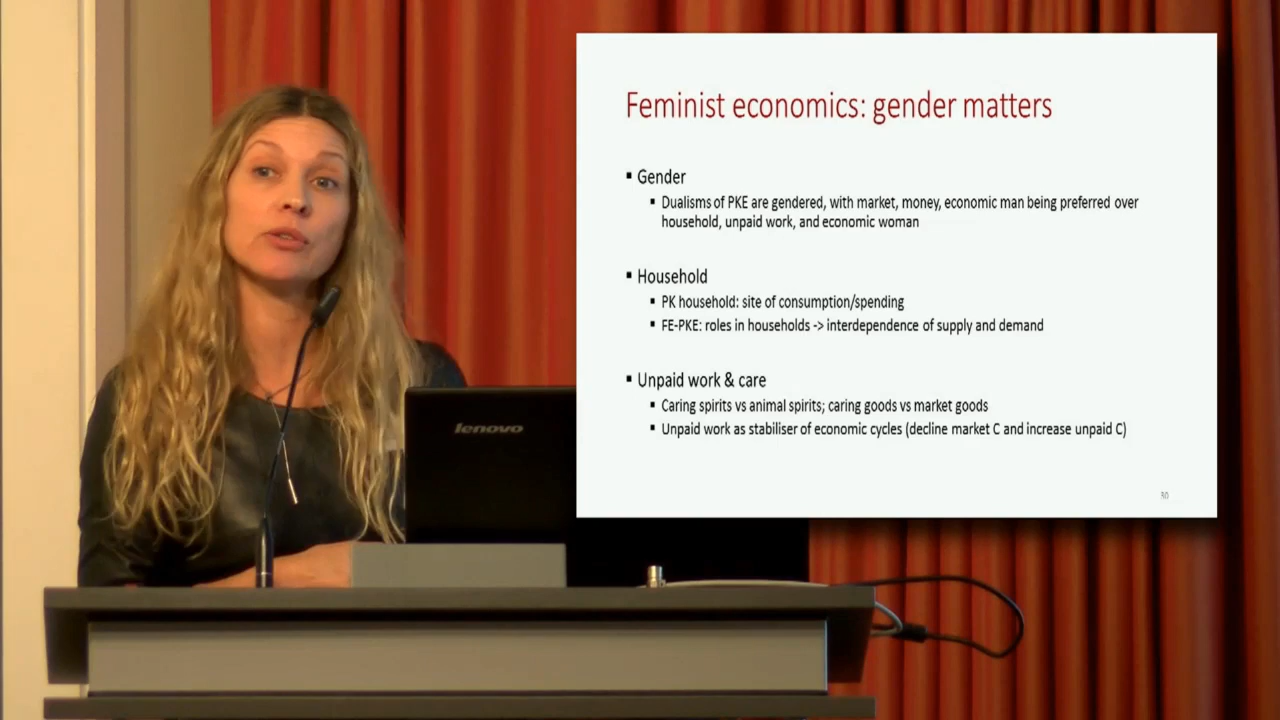 Feminist economics: gender matters
▪ Gender
▪ Dualisms of PKE are gendered, with market, money, economic man being preferred over
household, unpaid work, and economic woman
▪ Household
▪ PK household: site of consumption/spending
▪ FE-PKE: roles in households -> interdependence of supply and demand
▪ Unpaid work & care
▪ Caring spirits vs animal spirits; caring goods vs market goods
▪ Unpaid work as stabiliser of economic cycles (decline market C and increase unpaid C)
30
lenovo